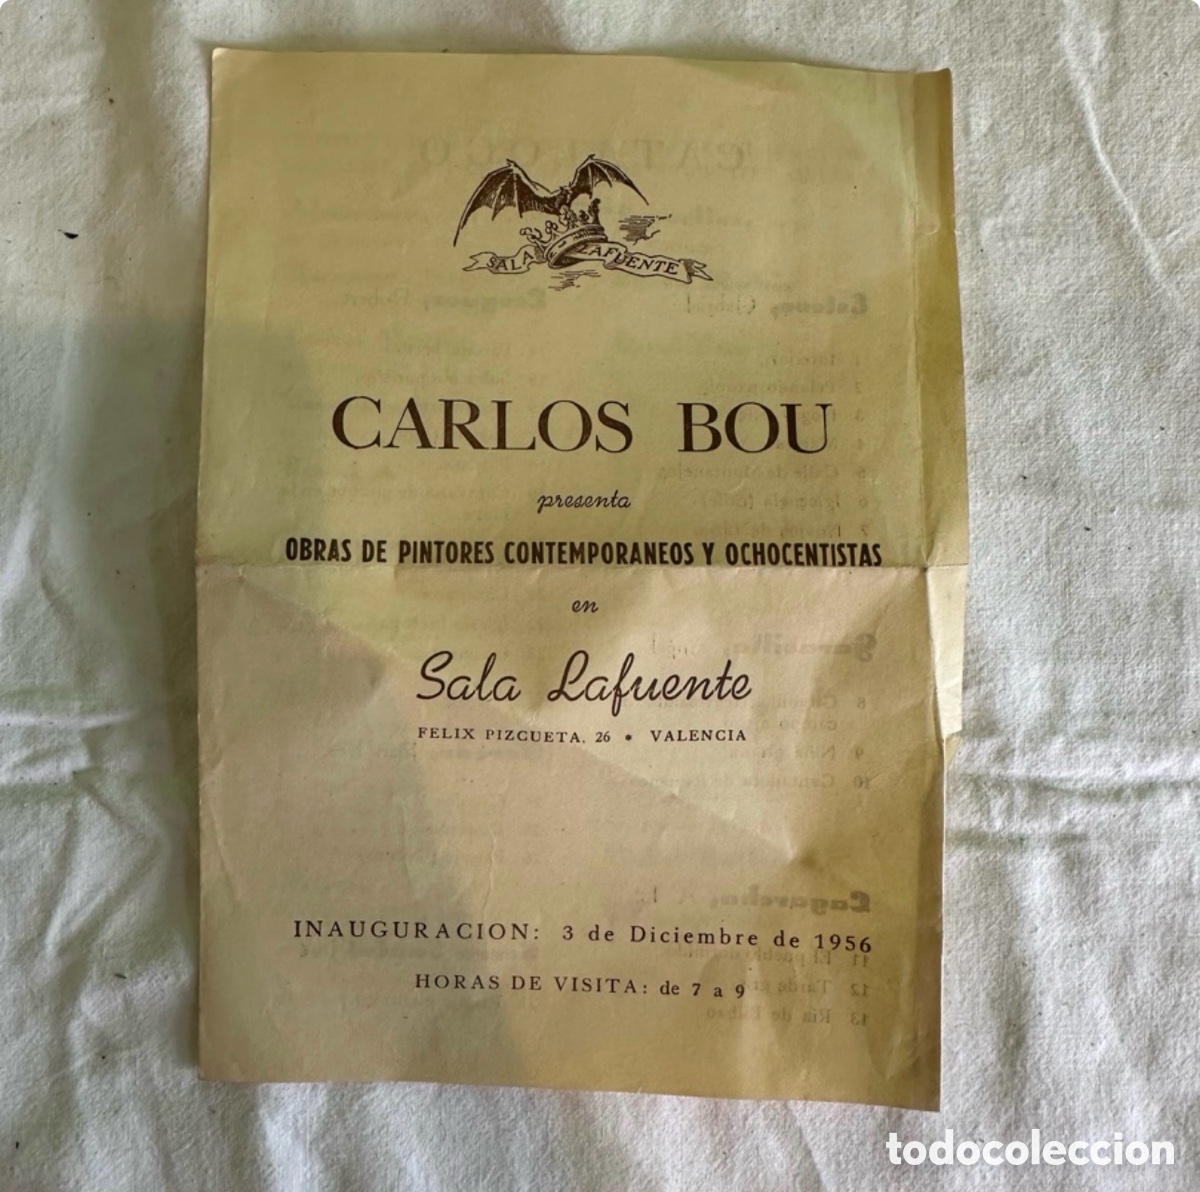 SALA LAFUENTE
CARLOS BOU
presenta
OBRAS DE PINTORES CONTEMPORANEOS Y OCHOCENTISTAS
en
Sala Lafuente
FELIX PIZCUETA, 26 • VALENCIA
INAUGURACION: 3 de Diciembre de 1956
HORAS DE VISITA: de 7 a 9
todocoleccion